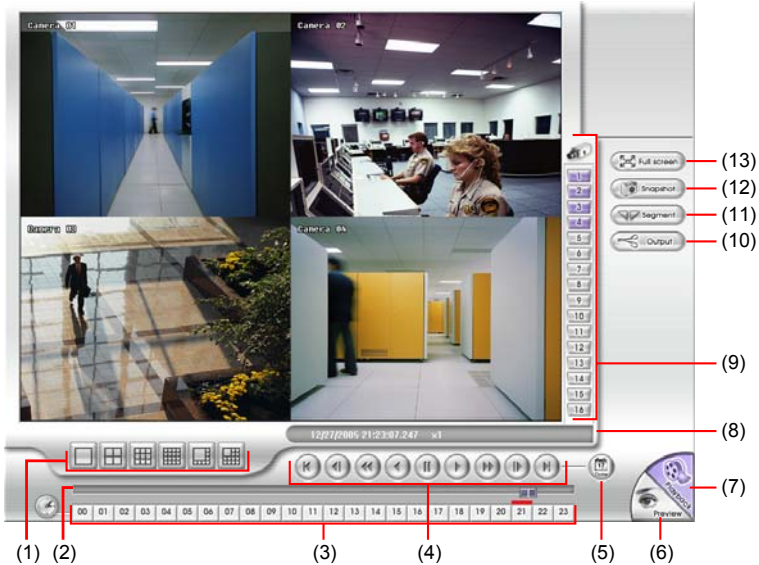 Camera 01
Camera 02
Camera 03
Camera 04
1
2
3
4
5
6
7
8
9
10
11
12
13
14
15
16
Full screen
(13)
Snapshot
(12)
Segment
(11)
Output
(10)
(9)
12/27/2005 21:23:07.247 x1
(8)
Playback
(7)
Preview
00 01 02 03 04 05 06 07 08 09 10 11 12 13 14 15 16 17 18 19 20 21 22 23
(1) (2) (3) (4) (5) (6)